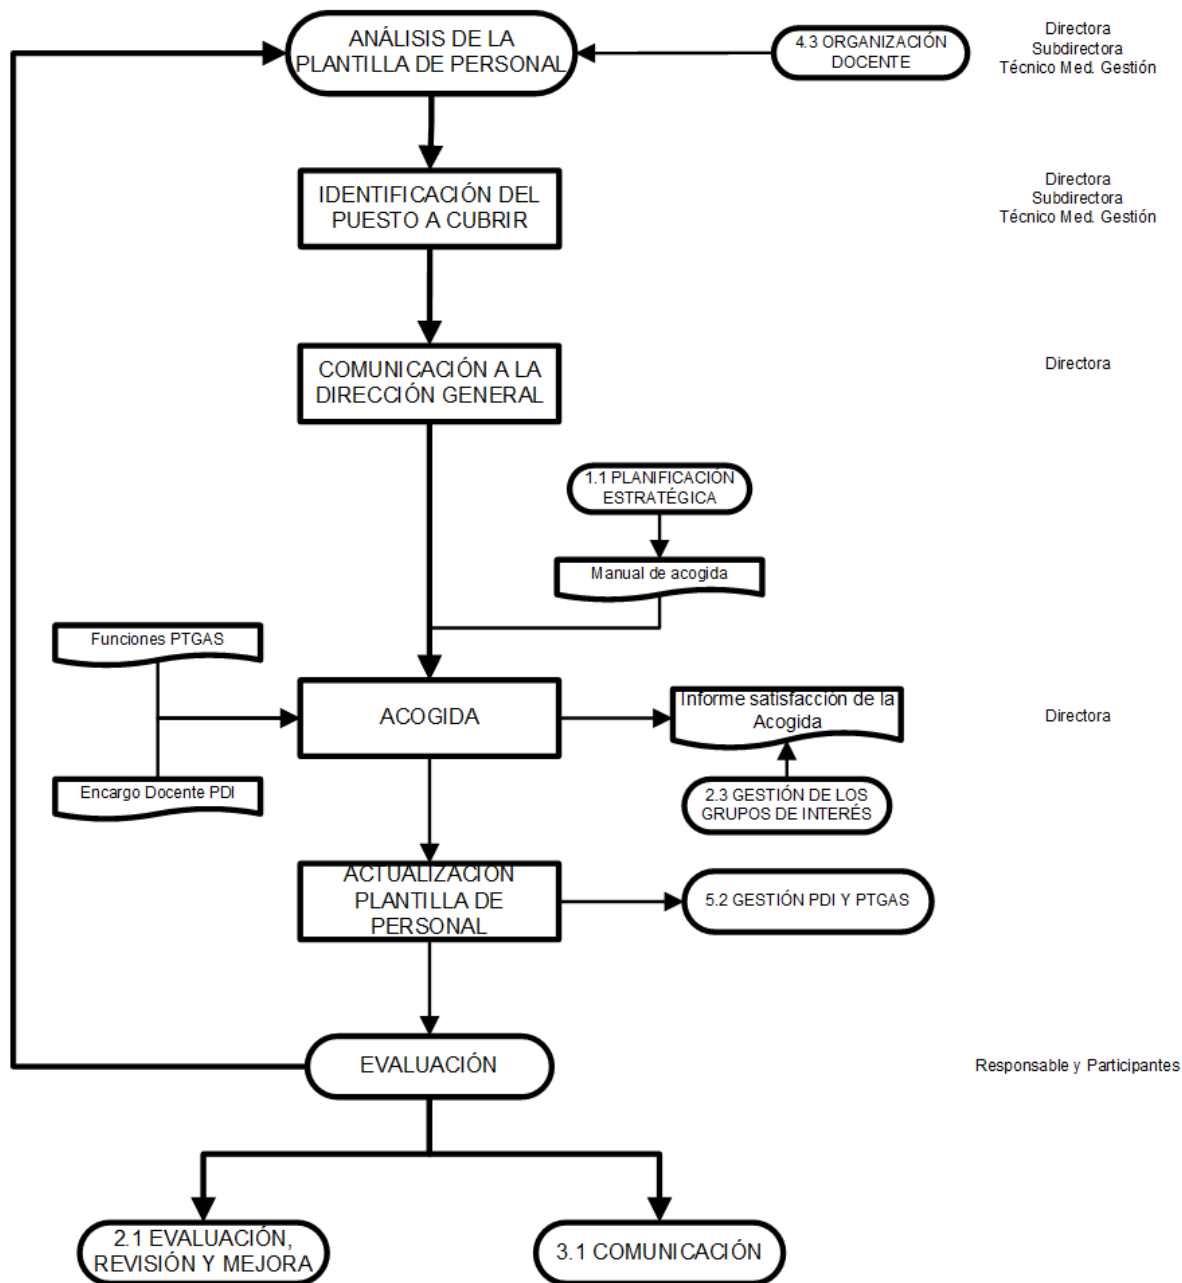 ANÁLISIS DE LA
PLANTILLA DE PERSONAL
4.3 ORGANIZACIÓN
DOCENTE
Directora
Subdirectora
Técnico Med. Gestión
IDENTIFICACIÓN DEL
PUESTO A CUBRIR
Directora
Subdirectora
Técnico Med. Gestión
COMUNICACIÓN A LA
DIRECCIÓN GENERAL
Directora
1.1 PLANIFICACIÓN
ESTRATÉGICA
Manual de acogida
Funciones PTGAS
ACOGIDA
Informe satisfacción de la
Acogida
Directora
Encargo Docente PDI
2.3 GESTIÓN DE LOS
GRUPOS DE INTERÉS
ACTUALIZACIÓN
PLANTILLA DE
PERSONAL
5.2 GESTIÓN PDI Y PTGAS
EVALUACIÓN
Responsable y Participantes
2.1 EVALUACIÓN,
REVISIÓN Y MEJORA
3.1 COMUNICACIÓN